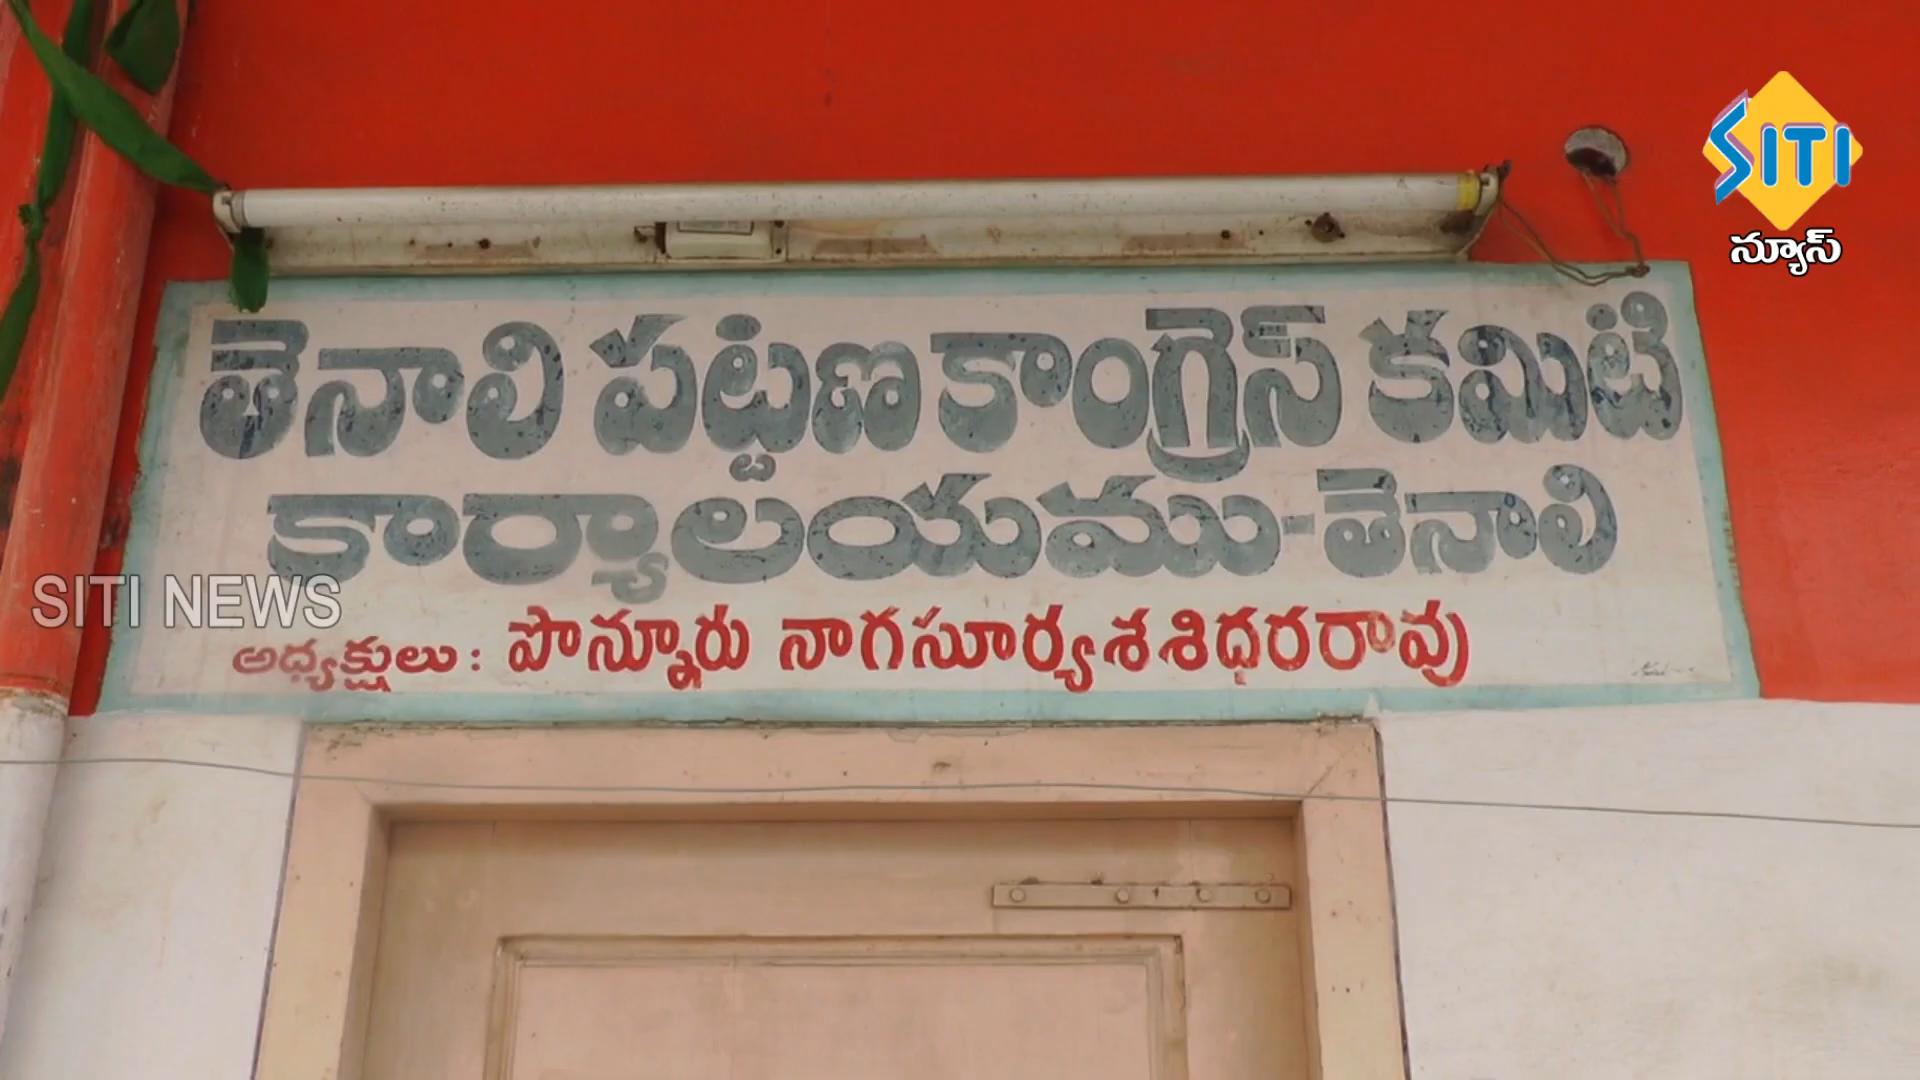 SITI
న్యూస్
తెనాలి పట్టణ కాంగ్రెస్ కమిటి
కార్యాలయము-తెనాలి
SITI NEWS
అధ్యక్షులు: పొన్నూరు నాగసూర్యశశిధరరావు